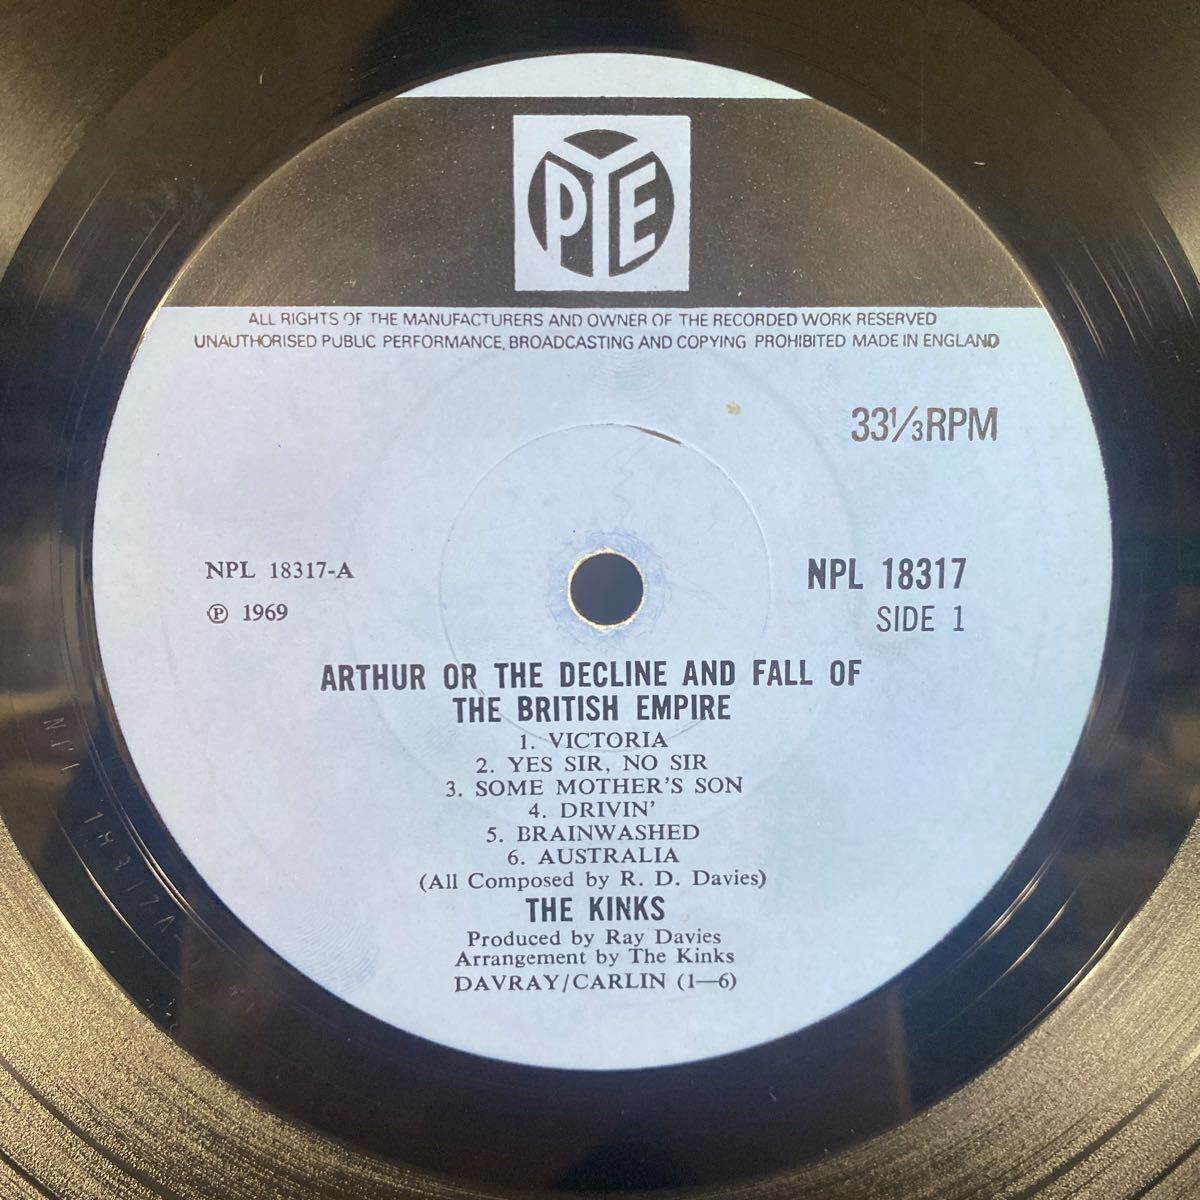 PYE
ALL RIGHTS OF THE MANUFACTURERS AND OWNER OF THE RECORDED WORK RESERVED
UNAUTHORISED PUBLIC PERFORMANCE, BROADCASTING AND COPYING PROHIBITED MADE IN ENGLAND
33⅓RPM
NPL 18317-A
℗ 1969
NPL 18317
SIDE 1
ARTHUR OR THE DECLINE AND FALL OF
THE BRITISH EMPIRE
1. VICTORIA
2. YES SIR, NO SIR
3. SOME MOTHER'S SON
4. DRIVIN'
5. BRAINWASHED
6. AUSTRALIA
(All Composed by R. D. Davies)
THE KINKS
Produced by Ray Davies
Arrangement by The Kinks
DAVRAY/CARLIN (1—6)
NPL 18317A